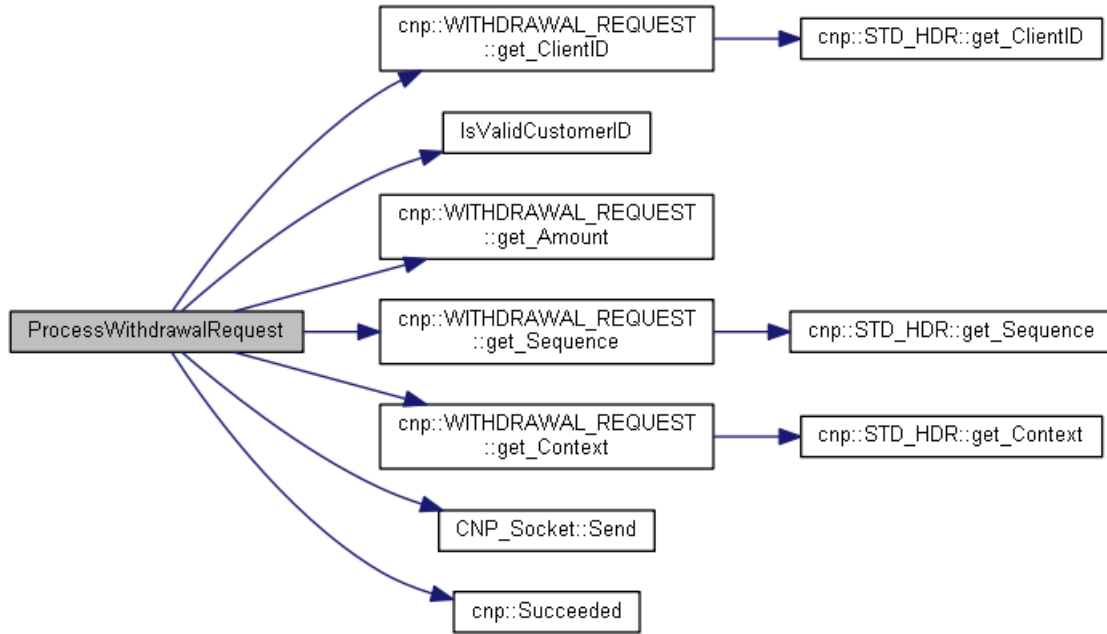 cnp::WITHDRAWAL_REQUEST
::get_ClientID
cnp::STD_HDR::get_ClientID
IsValidCustomerID
cnp::WITHDRAWAL_REQUEST
::get_Amount
ProcessWithdrawalRequest
cnp::WITHDRAWAL_REQUEST
::get_Sequence
cnp::STD_HDR::get_Sequence
cnp::WITHDRAWAL_REQUEST
::get_Context
cnp::STD_HDR::get_Context
CNP_Socket::Send
cnp::Succeeded